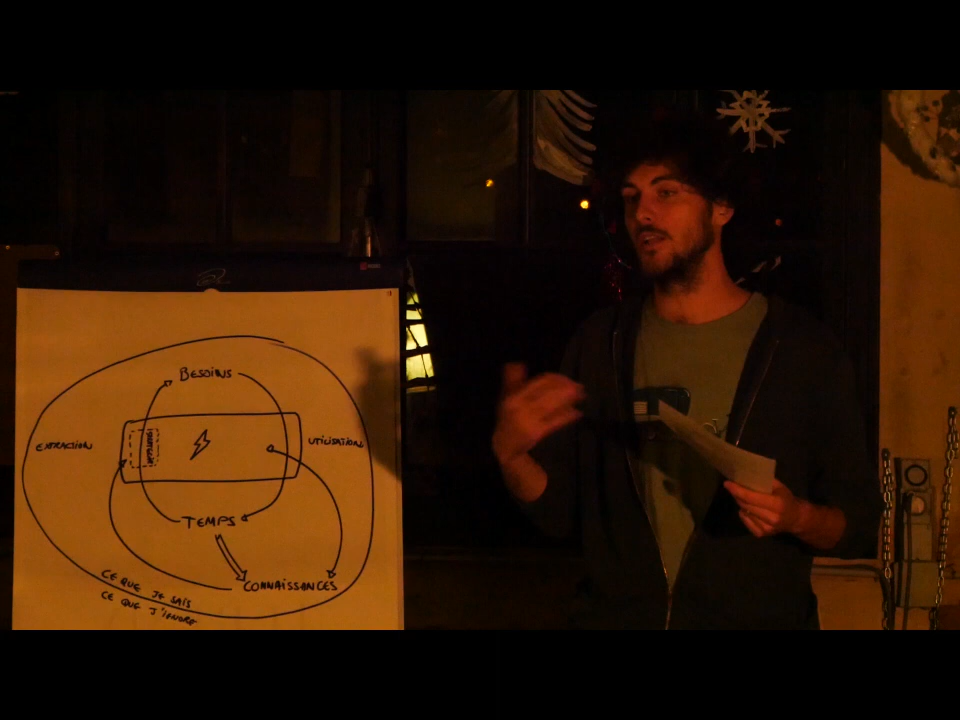 BESOINS
EXTRACTION
UTILISATION
TEMPS
CONNAISSANCES
CE QUE JE SAIS
CE QUE J'IGNORE